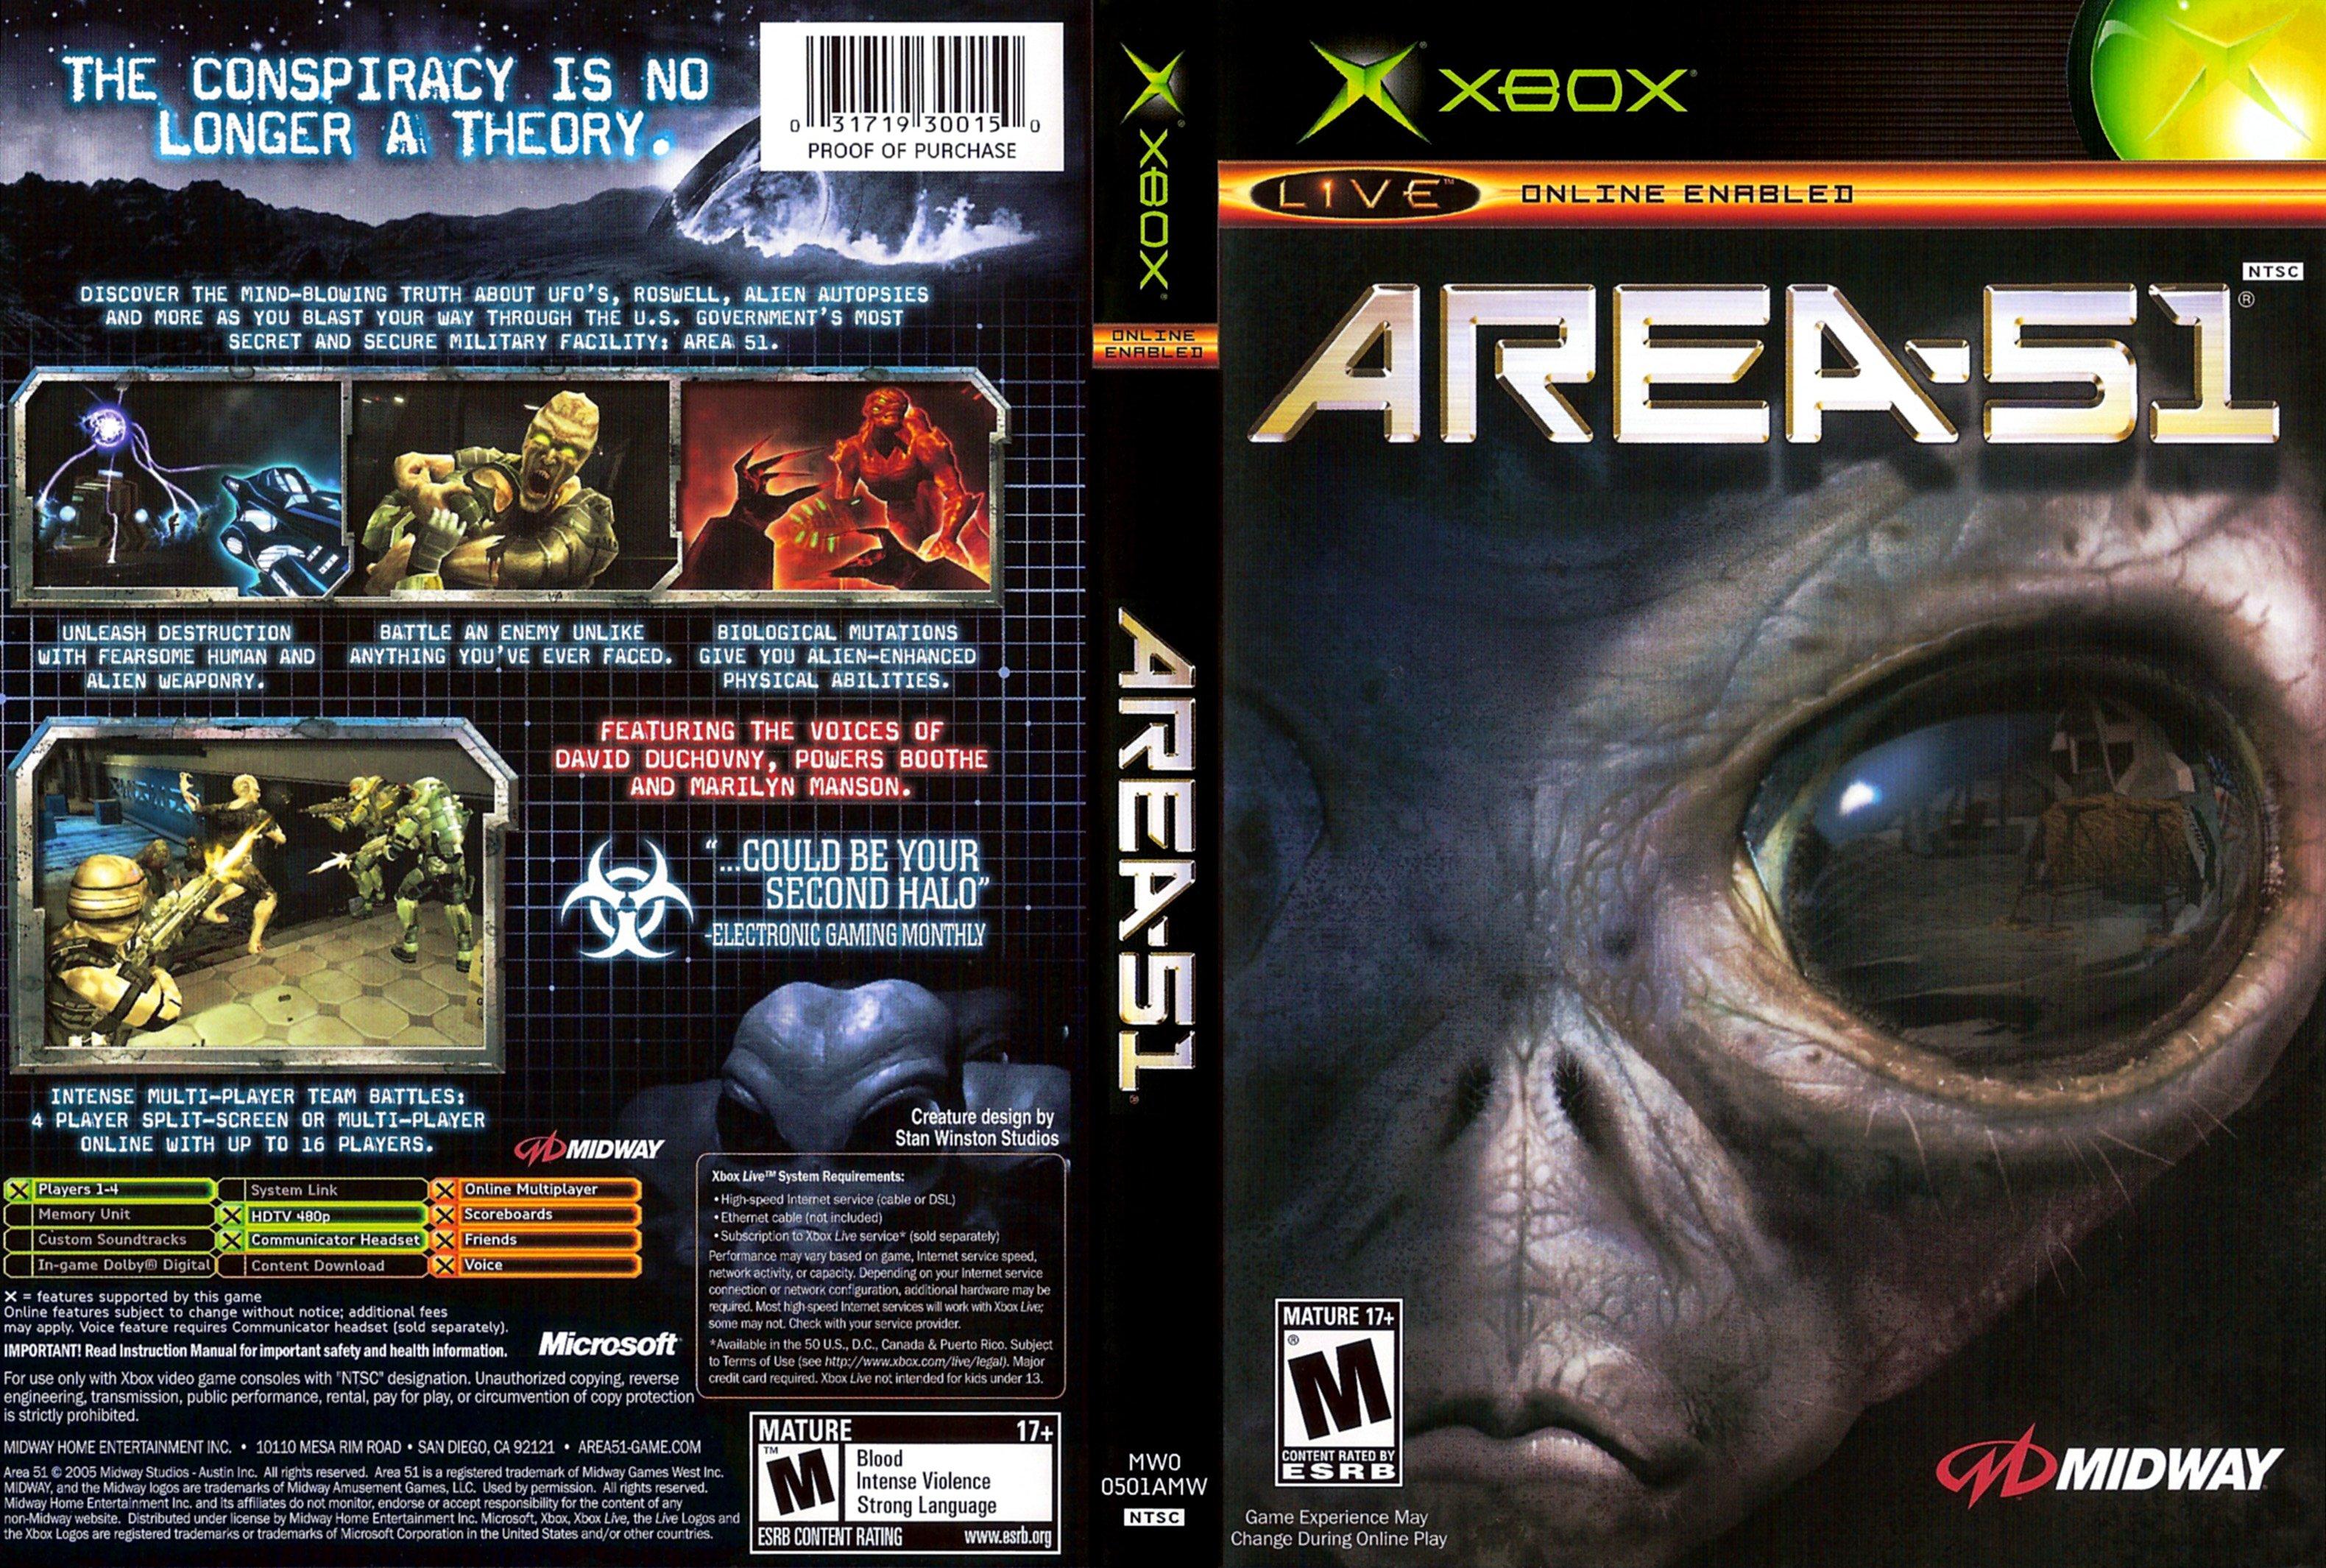 THE CONSPIRACY IS NO
LONGER A THEORY.
0 31719 30015 0
PROOF OF PURCHASE
DISCOVER THE MIND-BLOWING TRUTH ABOUT UFO'S, ROSWELL, ALIEN AUTOPSIES
AND MORE AS YOU BLAST YOUR WAY THROUGH THE U.S. GOVERNMENT'S MOST
SECRET AND SECURE MILITARY FACILITY: AREA 51.
UNLEASH DESTRUCTION
WITH FEARSOME HUMAN AND
ALIEN WEAPONRY.
BATTLE AN ENEMY UNLIKE
ANYTHING YOU'VE EVER FACED.
BIOLOGICAL MUTATIONS
GIVE YOU ALIEN-ENHANCED
PHYSICAL ABILITIES.
FEATURING THE VOICES OF
DAVID DUCHOVNY, POWERS BOOTHE
AND MARILYN MANSON.
"...COULD BE YOUR
SECOND HALO"
-ELECTRONIC GAMING MONTHLY
INTENSE MULTI-PLAYER TEAM BATTLES:
4 PLAYER SPLIT-SCREEN OR MULTI-PLAYER
ONLINE WITH UP TO 16 PLAYERS.
MIDWAY
Creature design by
Stan Winston Studios
X Players 1-4
System Link
X Online Multiplayer
Memory Unit
X HDTV 480p
X Scoreboards
Custom Soundtracks
X Communicator Headset
X Friends
In-game Dolby® Digital
Content Download
X Voice
X = features supported by this game
Online features subject to change without notice; additional fees
may apply. Voice feature requires Communicator headset (sold separately).
IMPORTANT! Read Instruction Manual for important safety and health information.
Microsoft
For use only with Xbox video game consoles with "NTSC" designation. Unauthorized copying, reverse
engineering, transmission, public performance, rental, pay for play, or circumvention of copy protection
is strictly prohibited.
Xbox Live™ System Requirements:
• High-speed Internet service (cable or DSL)
• Ethernet cable (not included)
• Subscription to Xbox Live service* (sold separately)
Performance may vary based on game, Internet service speed,
network activity, or capacity. Depending on your Internet service
connection or network configuration, additional hardware may be
required. Most high-speed Internet services will work with Xbox Live;
some may not. Check with your service provider.
*Available in the 50 U.S., D.C., Canada & Puerto Rico. Subject
to Terms of Use (see http://www.xbox.com/live/legal). Major
credit card required. Xbox Live not intended for kids under 13.
MIDWAY HOME ENTERTAINMENT INC. • 10110 MESA RIM ROAD • SAN DIEGO, CA 92121 • AREA51-GAME.COM
Area 51 © 2005 Midway Studios - Austin Inc. All rights reserved. Area 51 is a registered trademark of Midway Games West Inc.
MIDWAY, and the Midway logos are trademarks of Midway Amusement Games, LLC. Used by permission. All rights reserved.
Midway Home Entertainment Inc. and its affiliates do not monitor, endorse or accept responsibility for the content of any
non-Midway website. Distributed under license by Midway Home Entertainment Inc. Microsoft, Xbox, Xbox Live, the Live Logos and
the Xbox Logos are registered trademarks or trademarks of Microsoft Corporation in the United States and/or other countries.
MATURE 17+
M™
Blood
Intense Violence
Strong Language
ESRB CONTENT RATING www.esrb.org
XBOX®
ONLINE
ENABLED
AREA-51®
MW0
0501AMW
NTSC
XBOX®
LIVE™ ONLINE ENABLED
NTSC
AREA-51®
MATURE 17+
M®
CONTENT RATED BY
ESRB
Game Experience May
Change During Online Play
MIDWAY